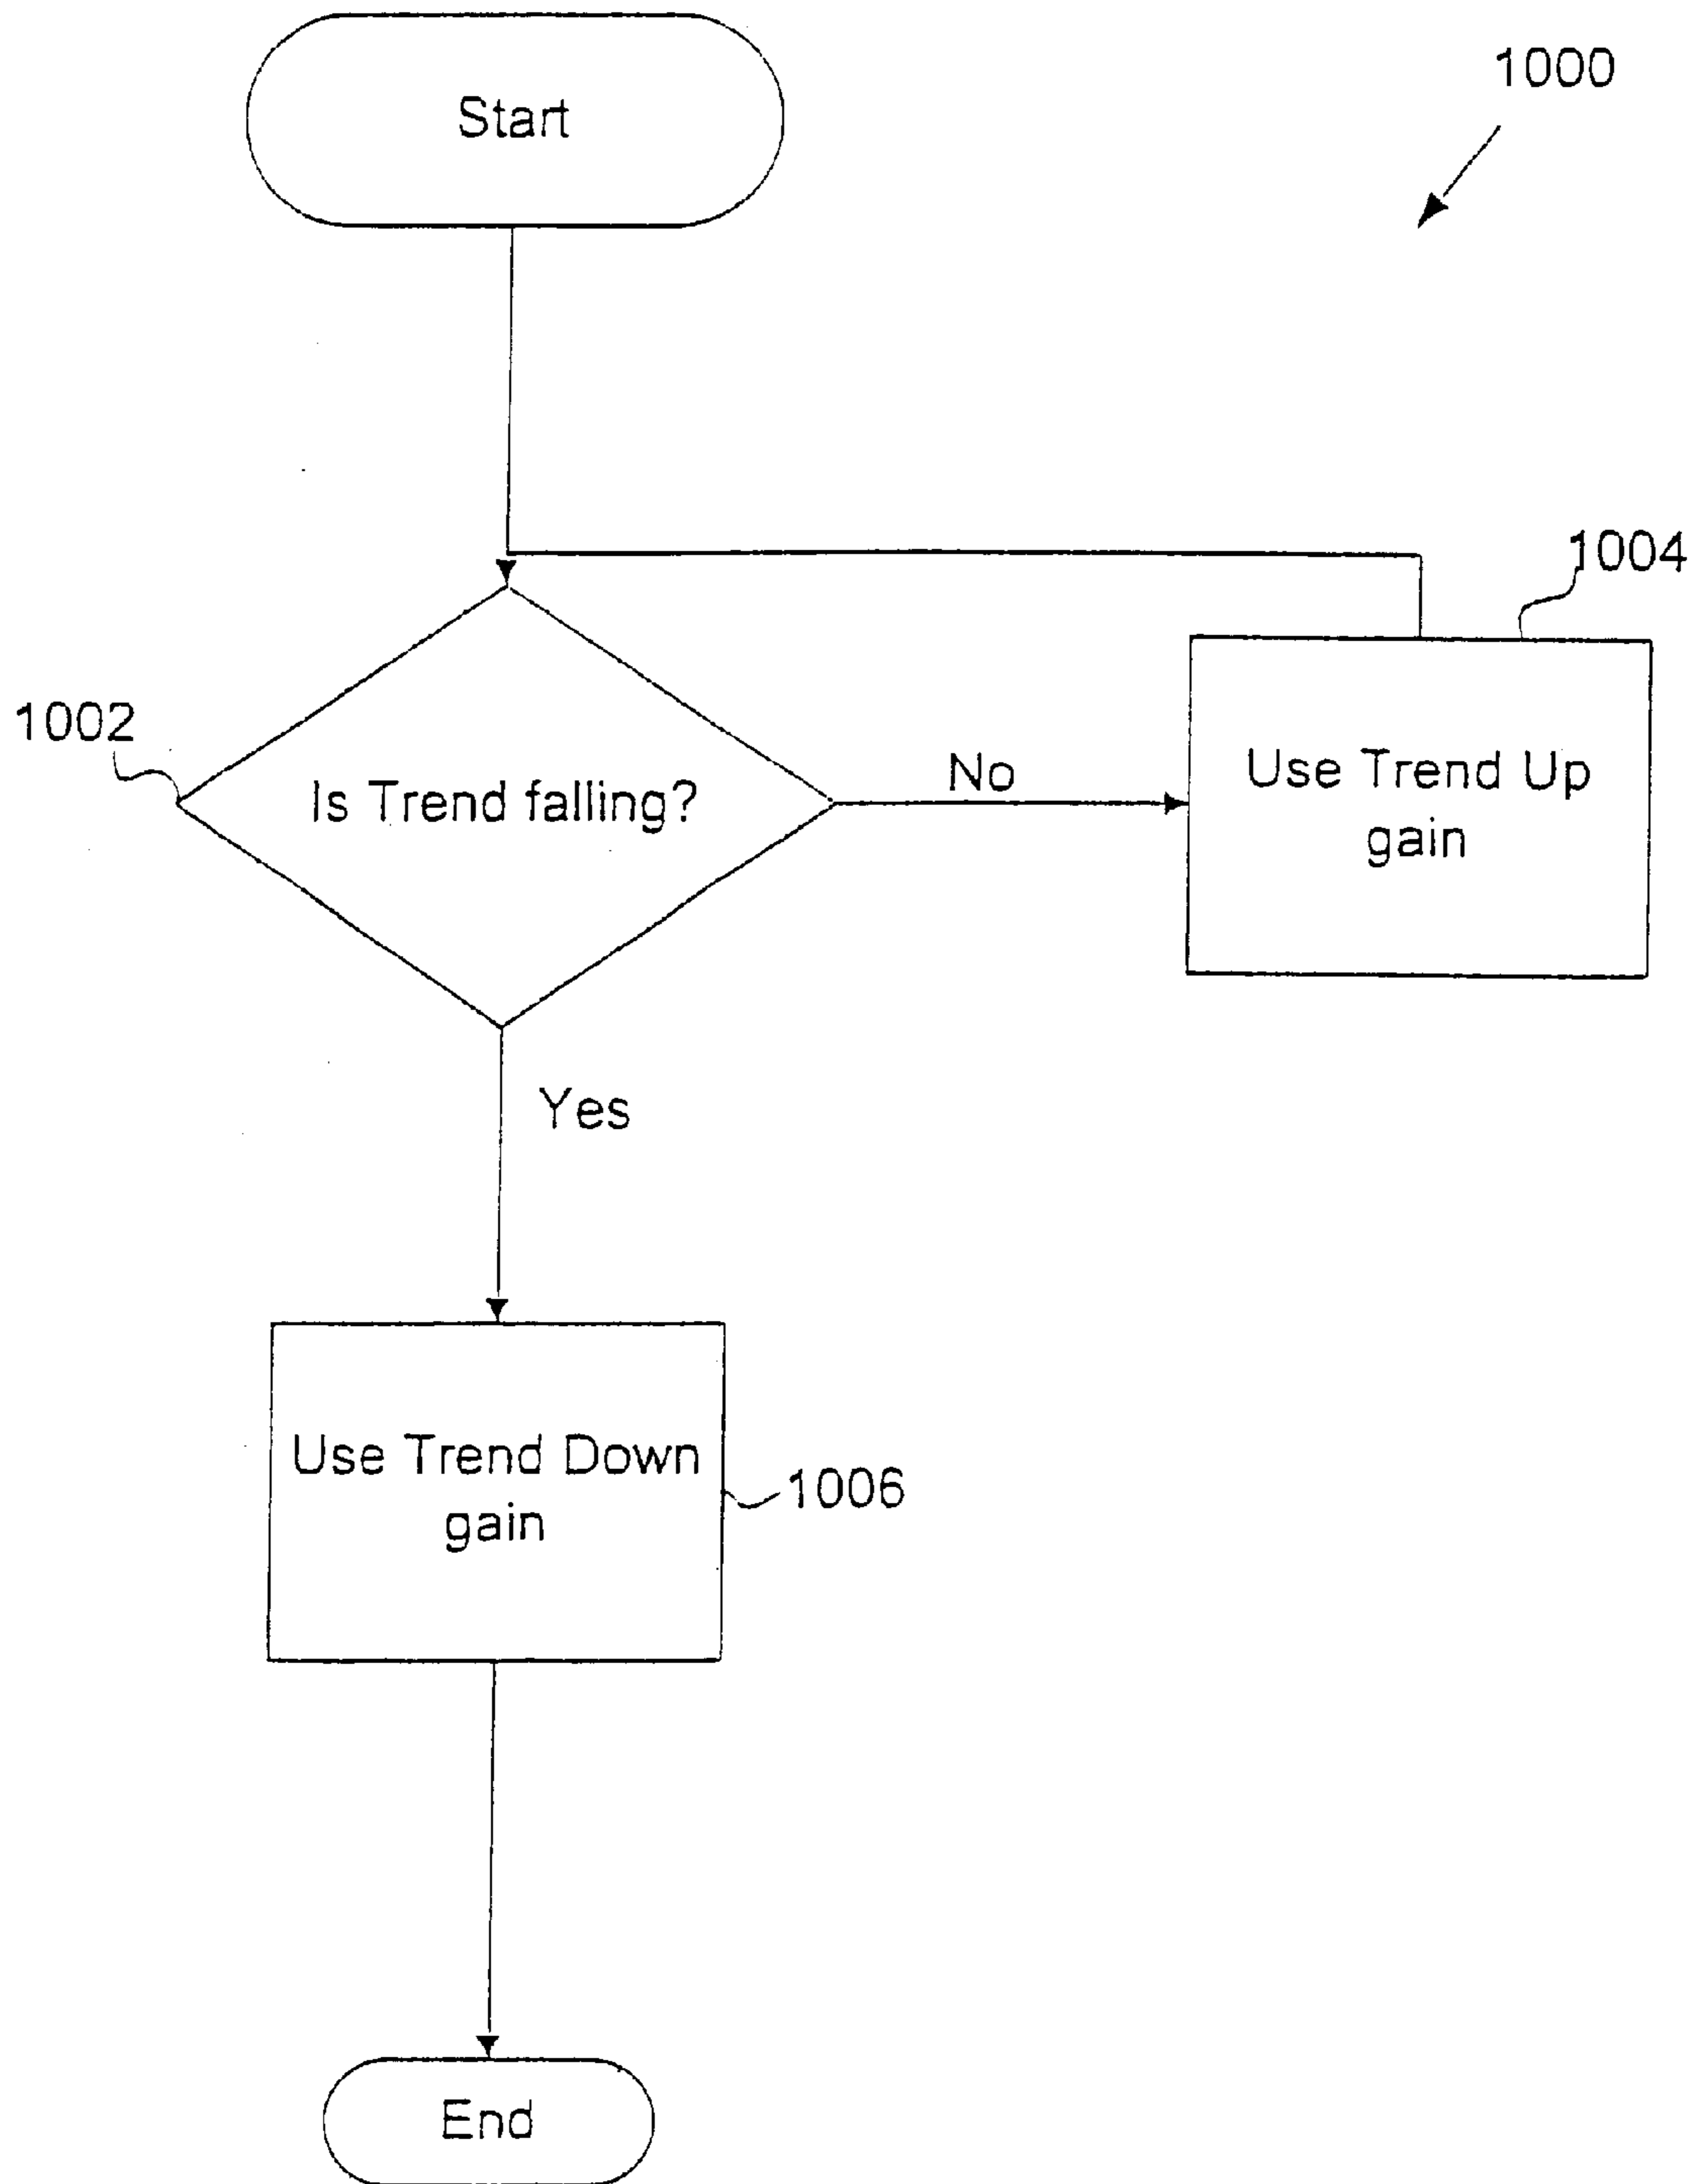 Start
1000
1004
1002
Is Trend falling?
No
Use Trend Up
gain
Yes
Use Trend Down
gain
1006
End